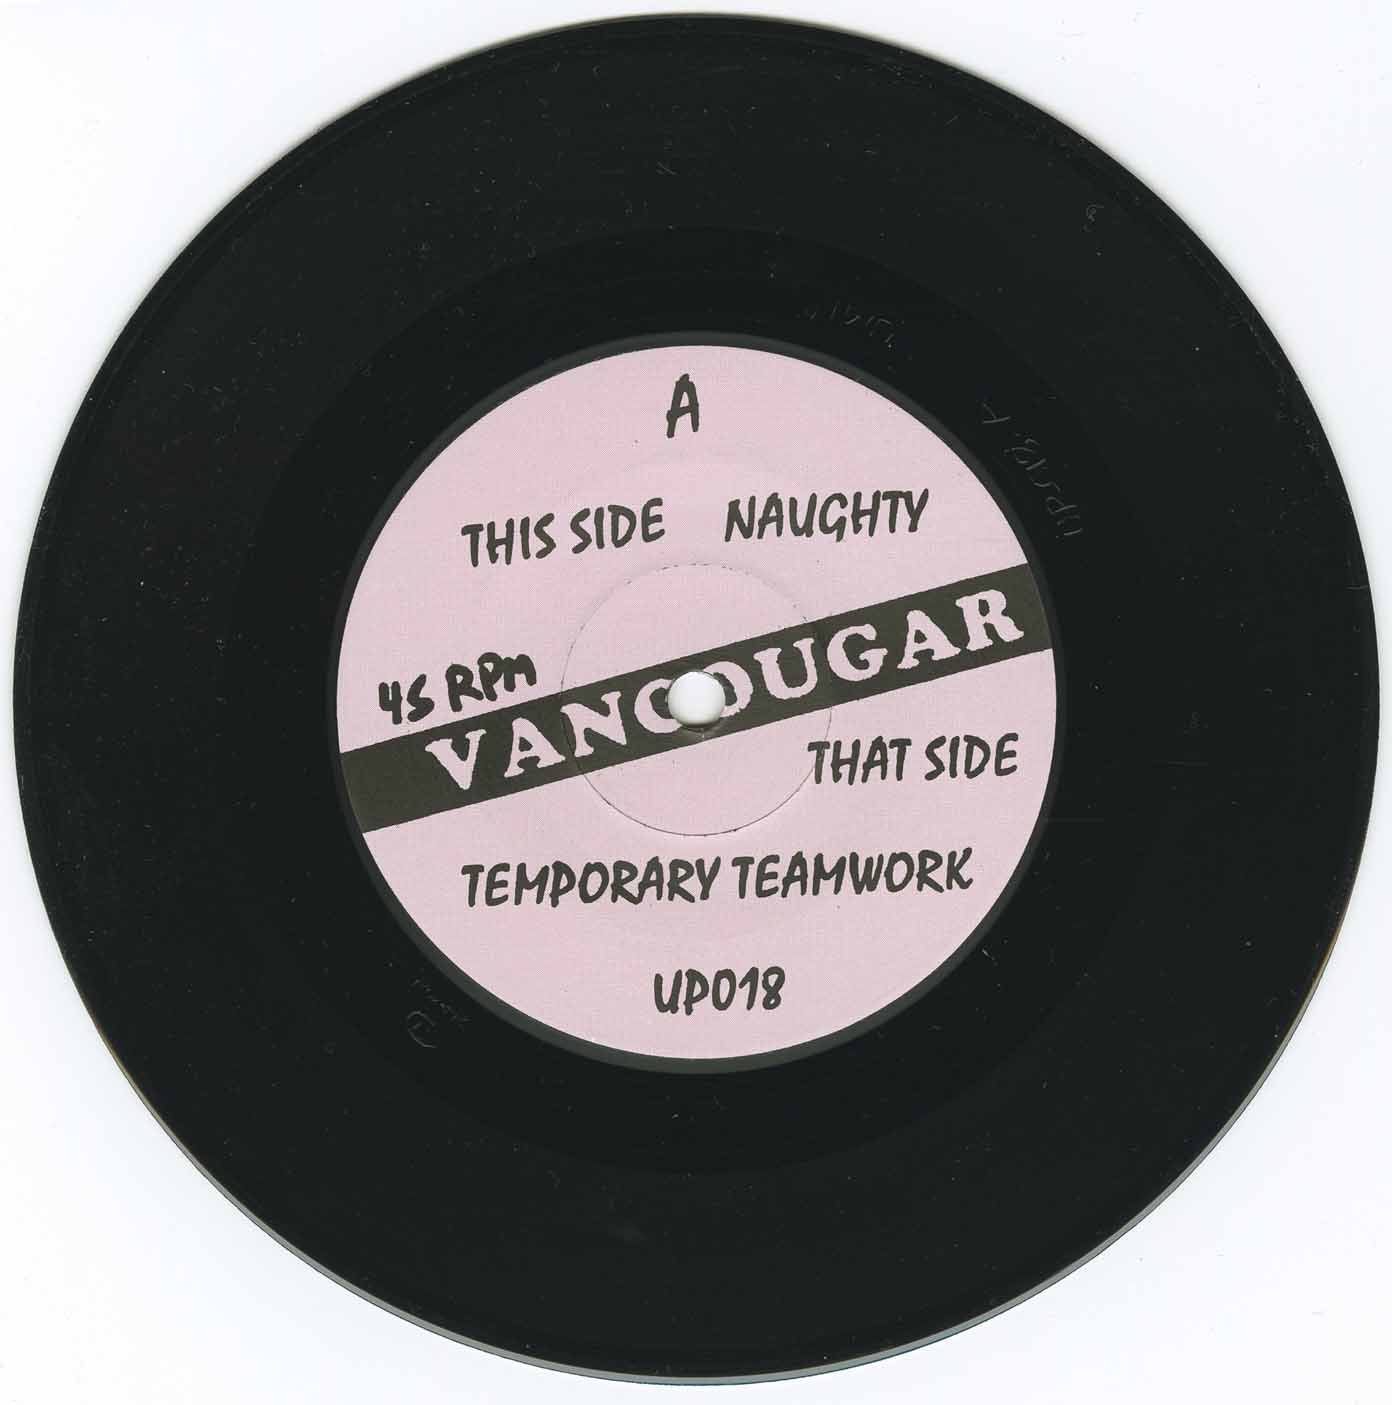 A
THIS SIDE NAUGHTY
45 RPM
VANCOUGAR
THAT SIDE
TEMPORARY TEAMWORK
UP018